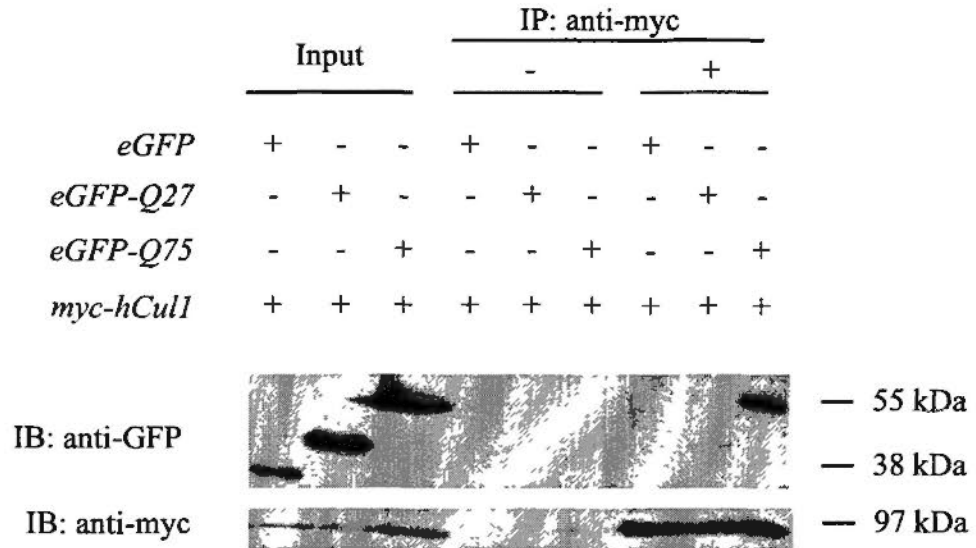 IP: anti-myc
Input
- +
eGFP + - - + - - + - -
eGFP-Q27 - + - - + - - + -
eGFP-Q75 - - + - - + - - +
myc-hCul1 + + + + + + + + +
IB: anti-GFP
— 55 kDa
— 38 kDa
IB: anti-myc — 97 kDa